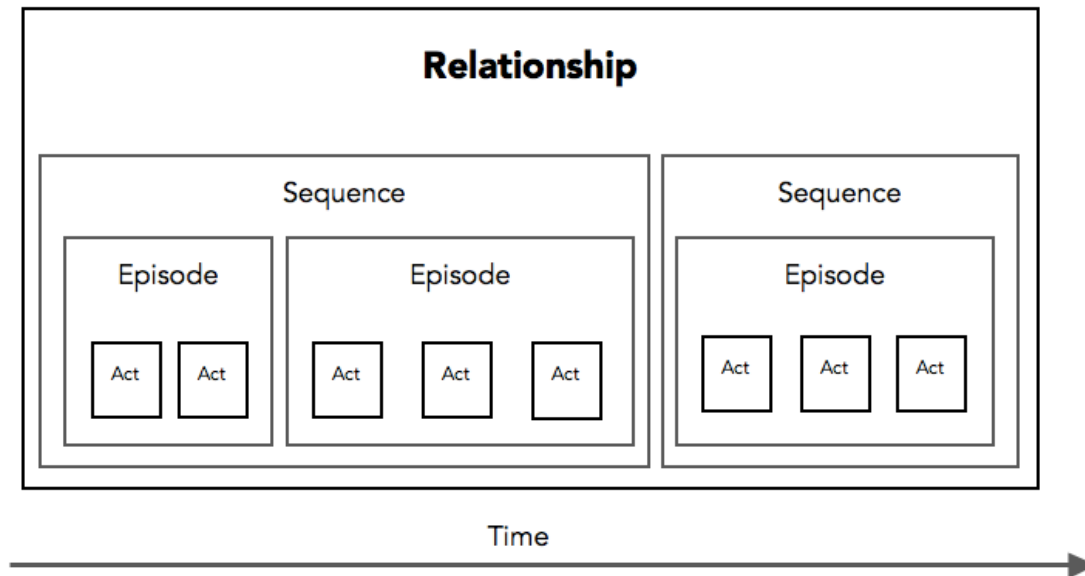 Relationship
Sequence
Sequence
Episode
Episode
Episode
Act
Act
Act
Act
Act
Act
Act
Act
Time